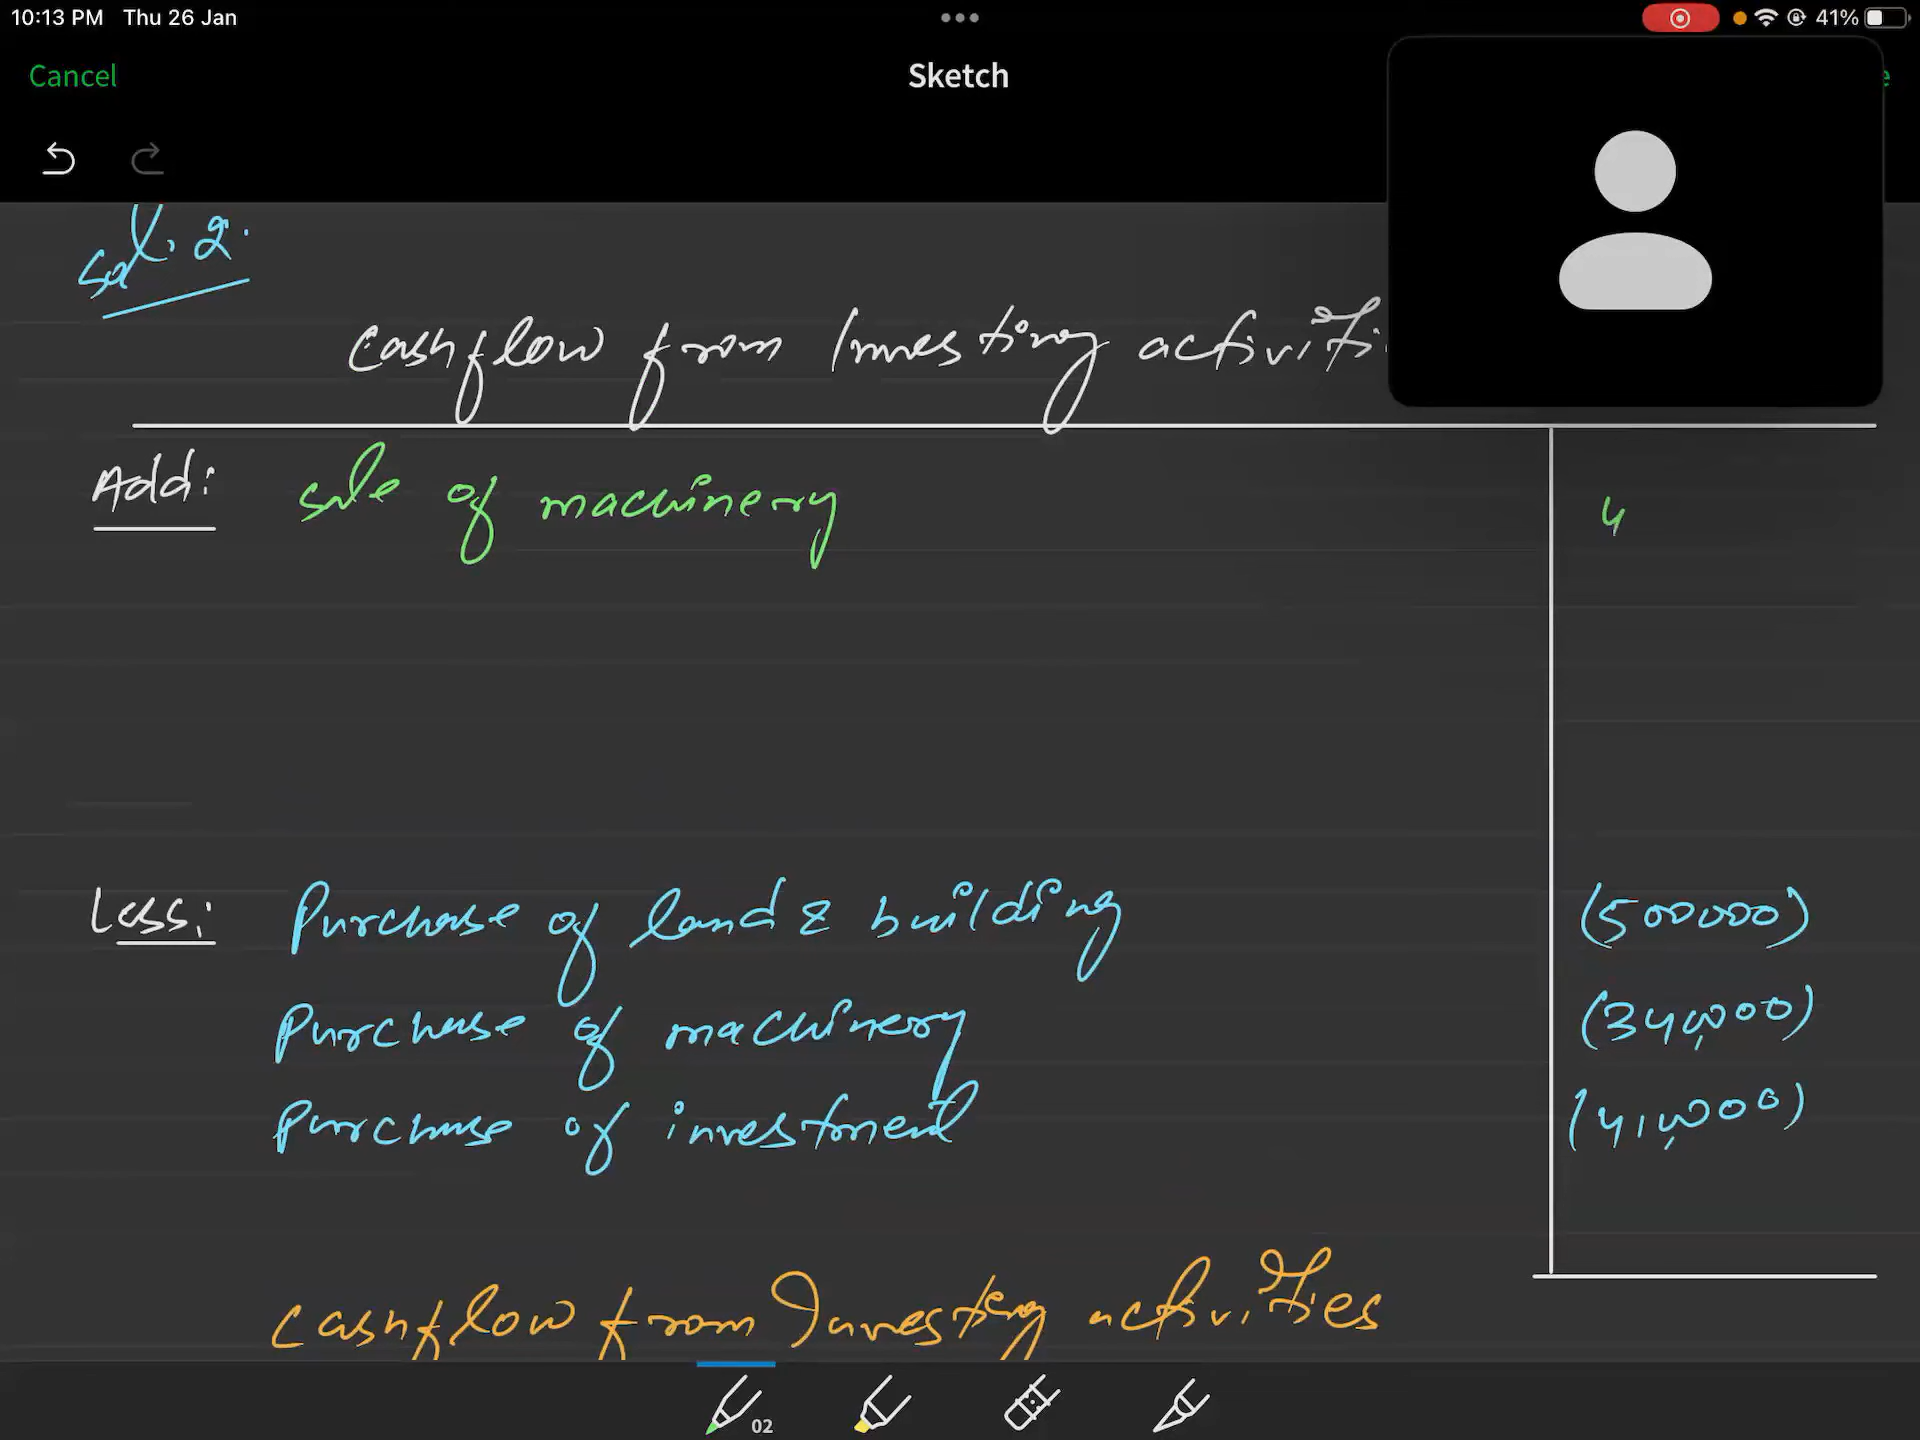 10:13 PM Thu 26 Jan 41%
Cancel Sketch
Sol. 2.
Cashflow from Investing activiti
Add: sale of machinery 4
Less: Purchase of land & building (500000)
Purchase of machinery (34,0000)
Purchase of investment (41,0000)
Cashflow from Investing activities
02